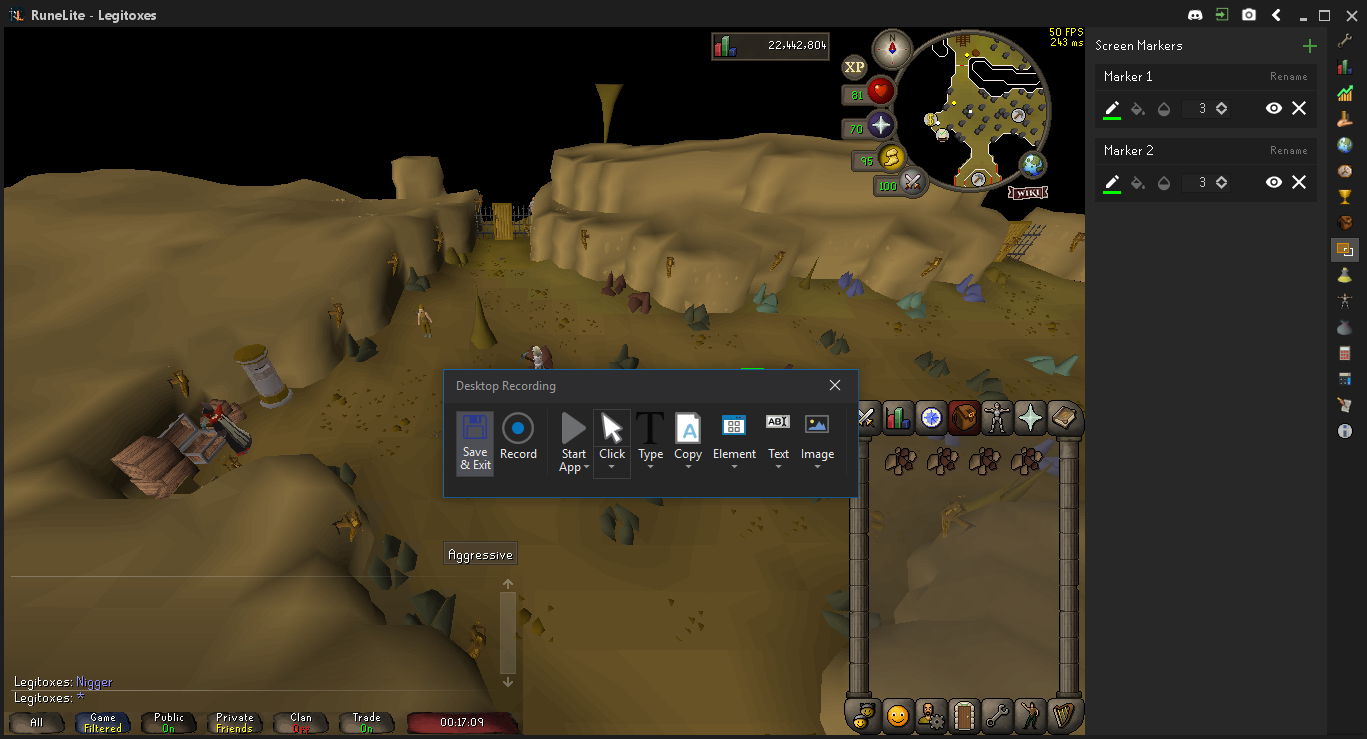 RuneLite - Legitoxes
22,442,804
50 FPS
243 ms
XP
81
70
95
100
WIKI
Screen Markers
Marker 1
Rename
3
Marker 2
Rename
3
Desktop Recording
Save
& Exit
Record
Start
App
Click
Type
A
Copy
Element
AB
Text
Image
Aggressive
Legitoxes: Nigger
Legitoxes: *
All
Game
Filtered
Public
On
Private
Friends
Clan
Off
Trade
On
00:17:09